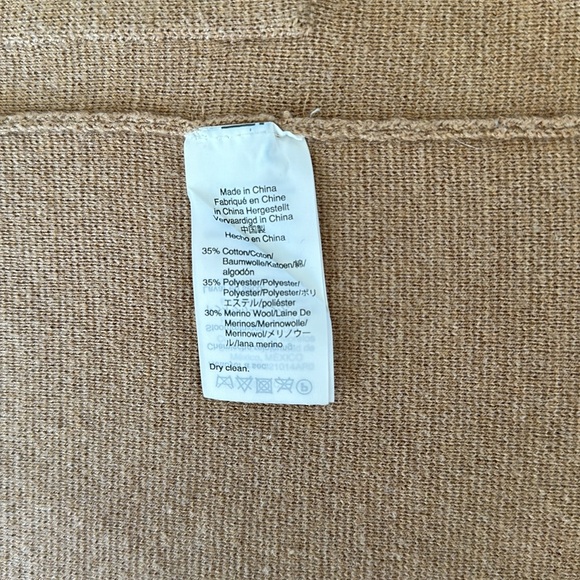 Made in China
Fabriqué en Chine
in China Hergestellt
Vervaardigd in China
中国製
Hecho en China
35% Cotton/Coton/
Baumwolle/Katoen/綿/
algodón
35% Polyester/Polyester/
Polyester/Polyester/ポリ
エステル/poliéster
30% Merino Wool/Laine De
Merinos/Merinowolle/
Merinowol/メリノウー
ル/lana merino
Dry clean.